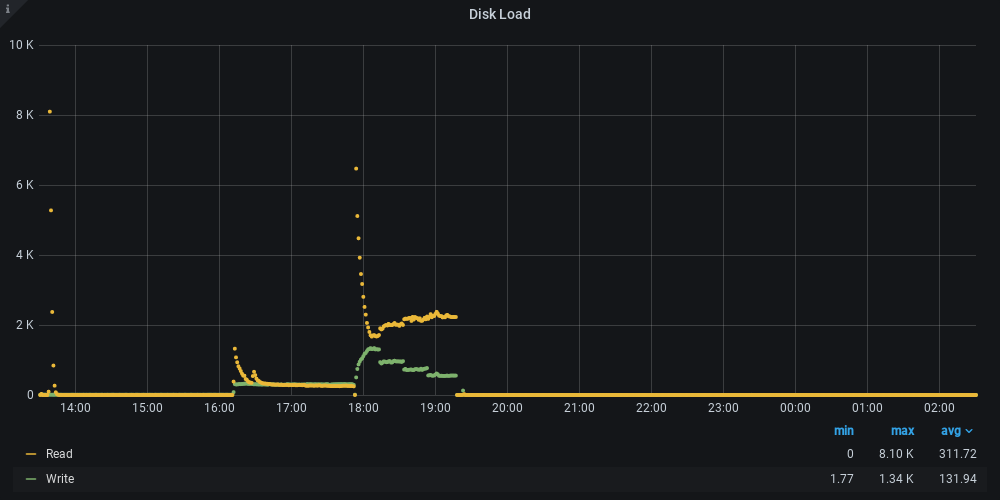 i
Disk Load
10 K
8 K
6 K
4 K
2 K
0
14:00 15:00 16:00 17:00 18:00 19:00 20:00 21:00 22:00 23:00 00:00 01:00 02:00
min max avg
Read 0 8.10 K 311.72
Write 1.77 1.34 K 131.94